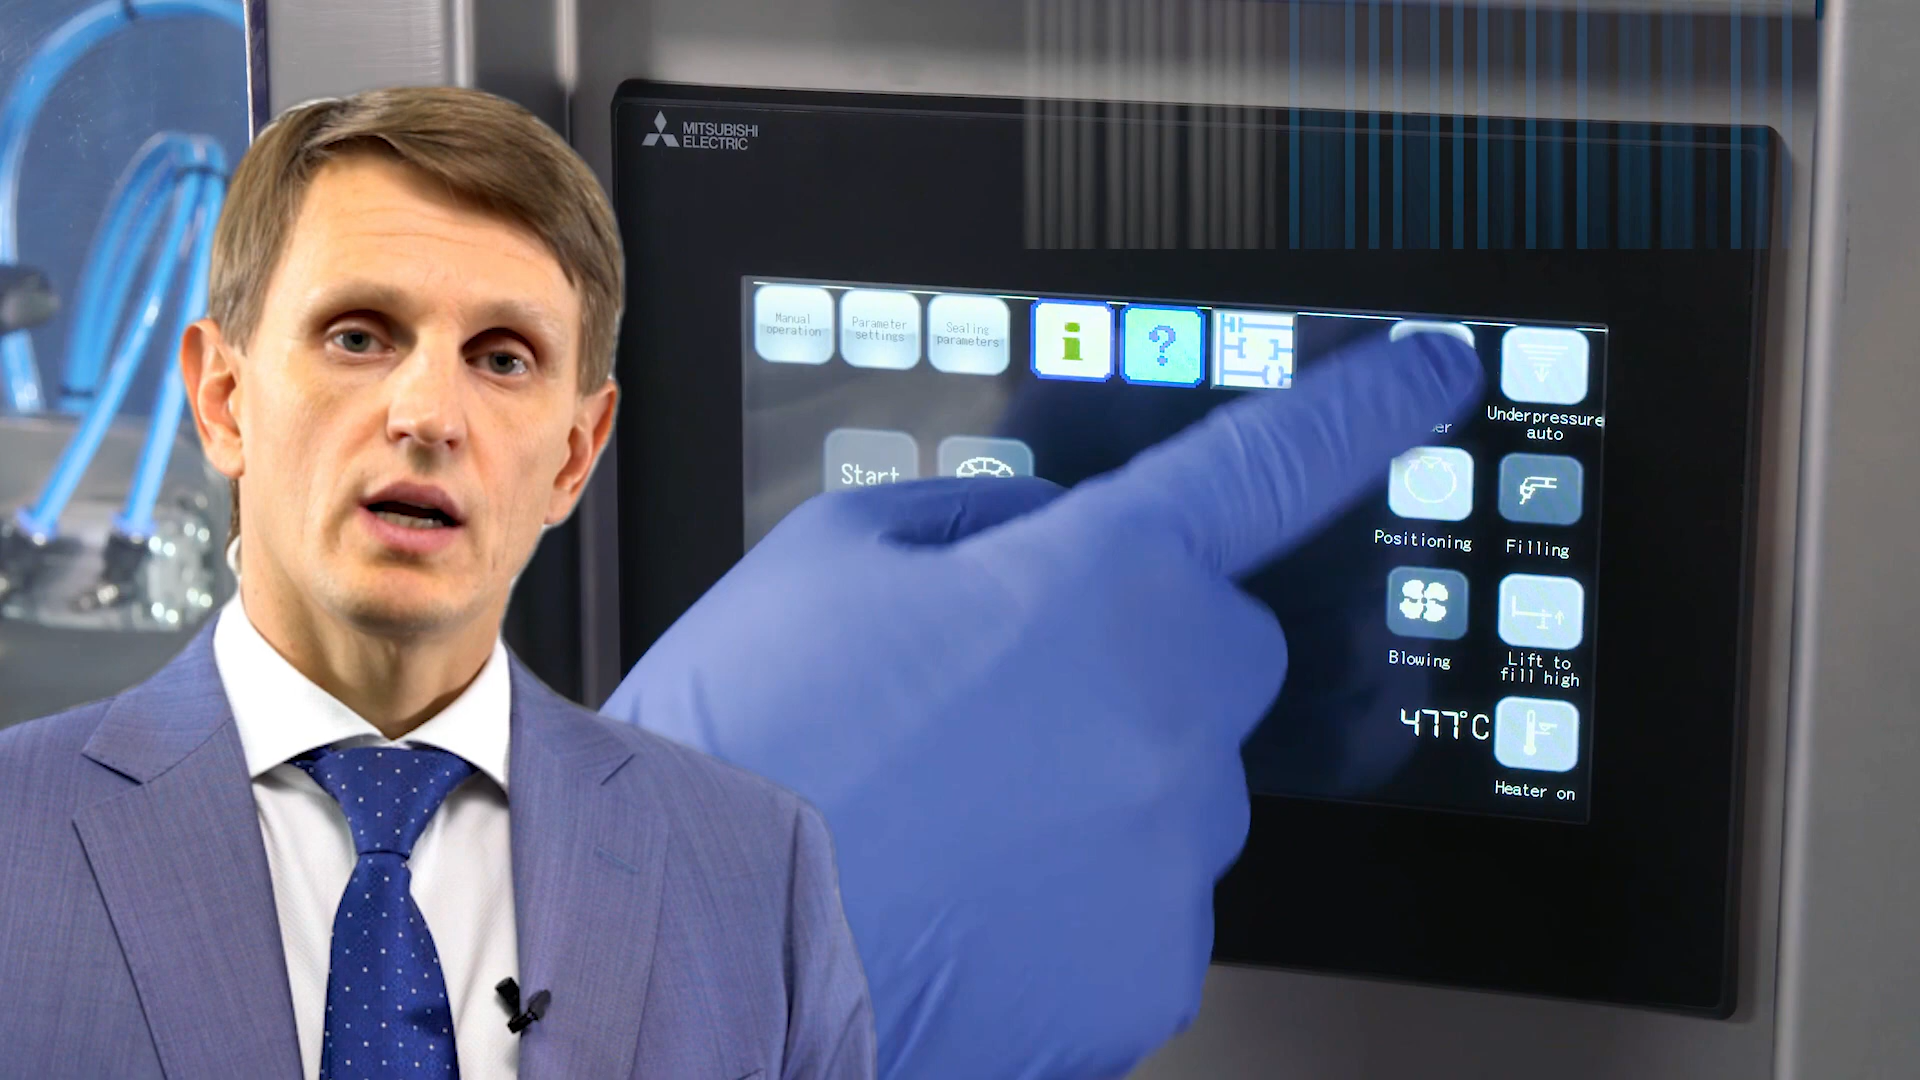 MITSUBISHI
ELECTRIC
Manual
operation
Parameter
settings
Sealing
parameters
i
?
Underpressure
auto
Start
Positioning
Filling
Blowing
Lift to
fill high
477°C
Heater on